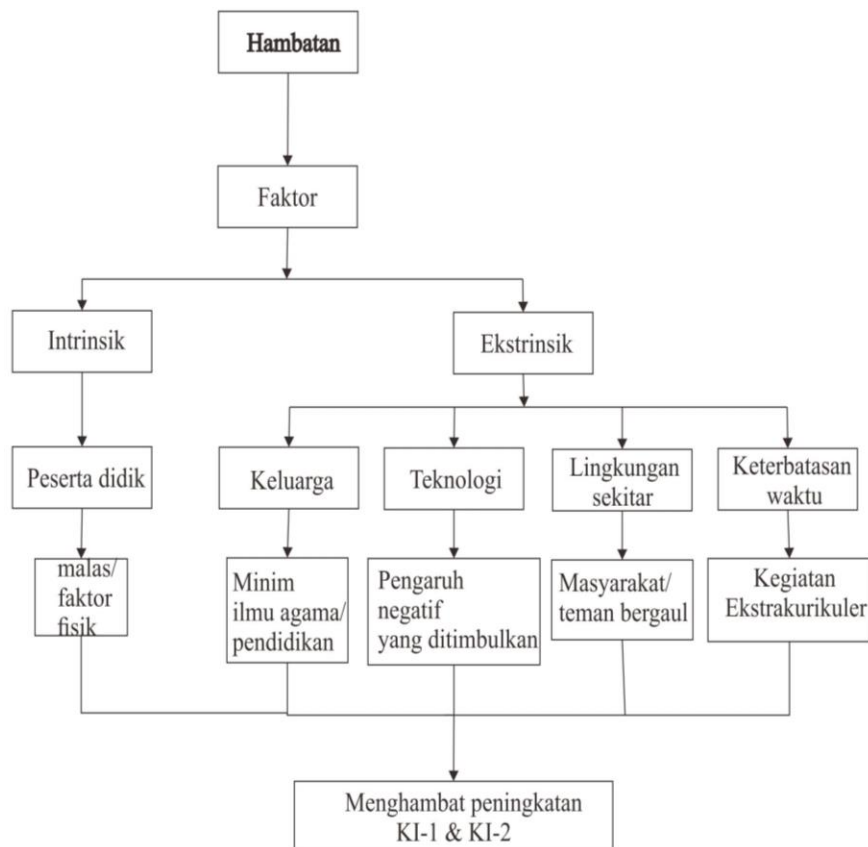 Hambatan
Faktor
Intrinsik
Ekstrinsik
Peserta didik
Keluarga
Teknologi
Lingkungan
sekitar
Keterbatasan
waktu
malas/
faktor
fisik
Minim
ilmu agama/
pendidikan
Pengaruh
negatif
yang ditimbulkan
Masyarakat/
teman bergaul
Kegiatan
Ekstrakurikuler
Menghambat peningkatan
KI-1 & KI-2